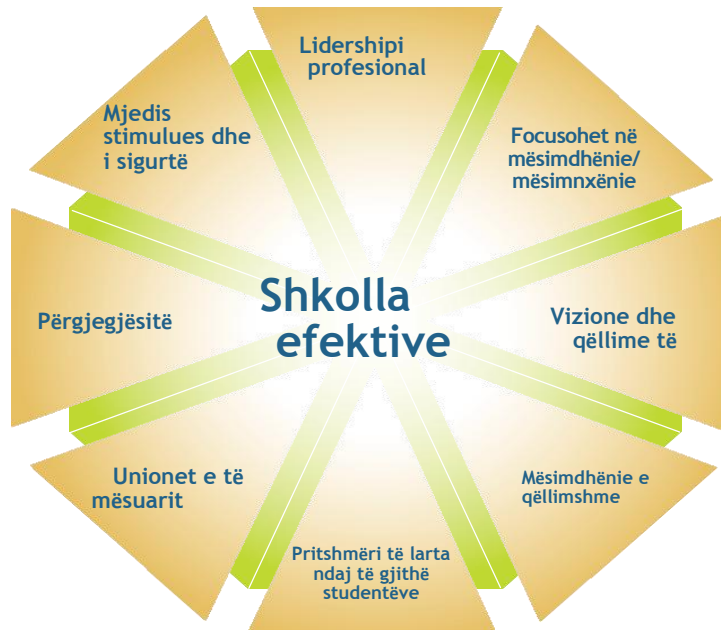 Lidershipi
profesional
Mjedis
stimulues dhe
i sigurtë
Focusohet në
mësimdhënie/
mësimnxënie
Shkolla
efektive
Përgjegjësitë
Vizione dhe
qëllime të
Unionet e të
mësuarit
Mësimdhënie e
qëllimshme
Pritshmëri të larta
ndaj të gjithë
studentëve